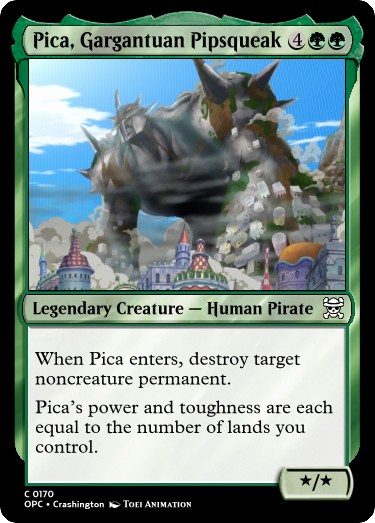 Pica, Gargantuan Pipsqueak 4
Legendary Creature — Human Pirate
When Pica enters, destroy target
noncreature permanent.
Pica's power and toughness are each
equal to the number of lands you
control.
★/★
C 0170
OPC • Crashington Toei Animation